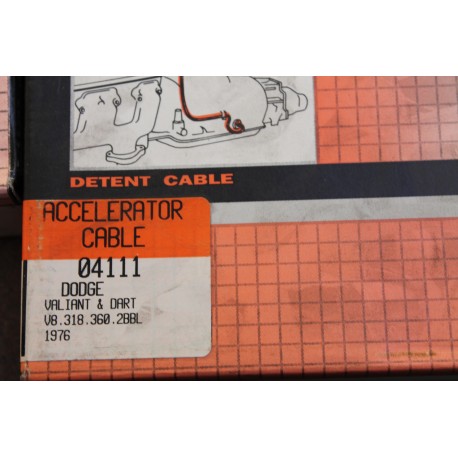 DETENT CABLE
ACCELERATOR
CABLE
04111
DODGE
VALIANT & DART
V8.318.360.2BBL
1976